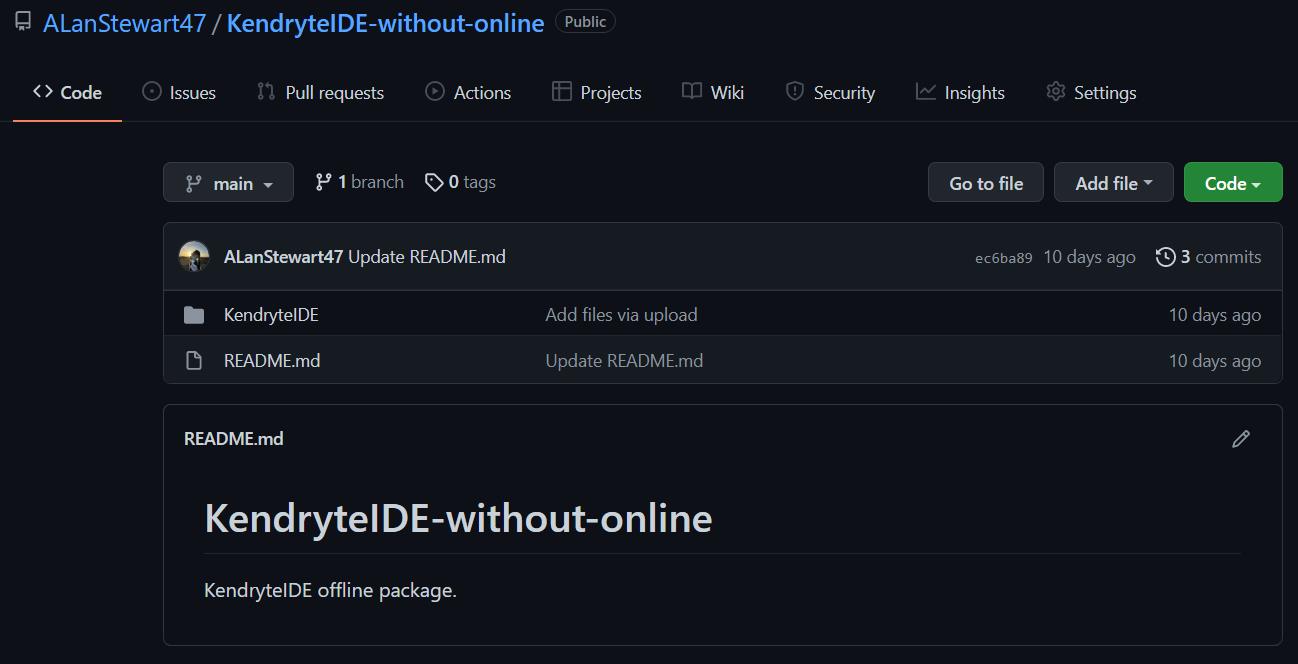 ALanStewart47 / KendryteIDE-without-online Public
Code Issues Pull requests Actions Projects Wiki Security Insights Settings
main 1 branch 0 tags Go to file Add file Code
ALanStewart47 Update README.md ec6ba89 10 days ago 3 commits
KendryteIDE Add files via upload 10 days ago
README.md Update README.md 10 days ago
README.md
KendryteIDE-without-online
KendryteIDE offline package.